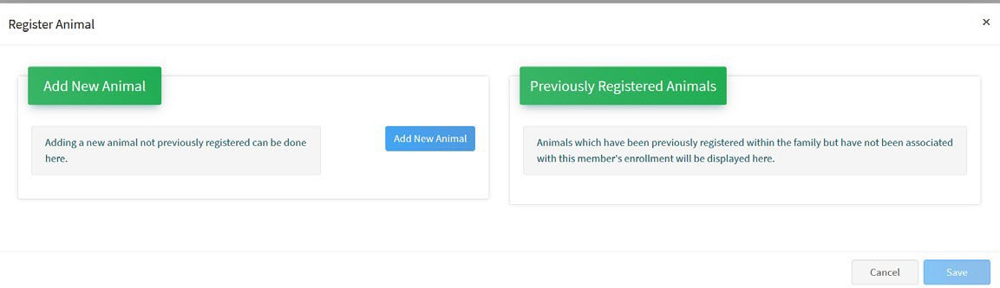 Register Animal
×
Add New Animal
Adding a new animal not previously registered can be done
here.
Add New Animal
Previously Registered Animals
Animals which have been previously registered within the family but have not been associated
with this member's enrollment will be displayed here.
Cancel
Save